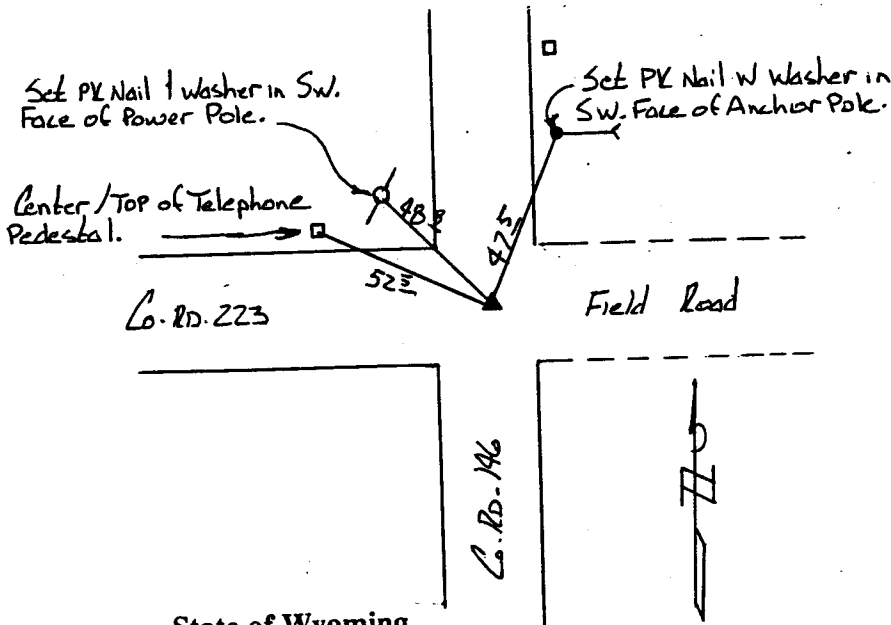 Set PK Nail & Washer in SW.
Face of Power Pole.
Set PK Nail W Washer in
SW. Face of Anchor Pole.
Center/Top of Telephone
Pedestal.
47 5
52
Co. RD. 223
Field Road
Co. RD. 146
N
State of Wyoming